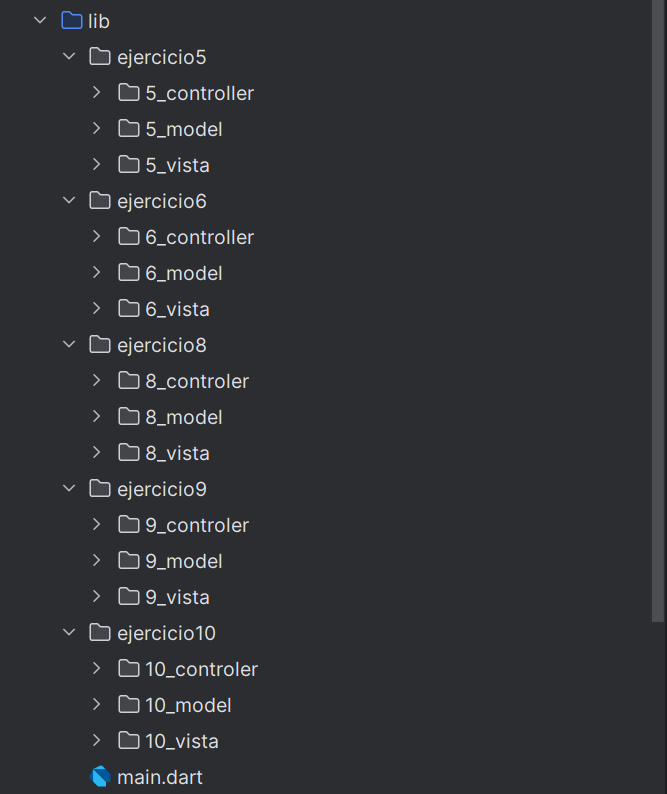 lib
ejercicio5
5_controller
5_model
5_vista
ejercicio6
6_controller
6_model
6_vista
ejercicio8
8_controler
8_model
8_vista
ejercicio9
9_controler
9_model
9_vista
ejercicio10
10_controler
10_model
10_vista
main.dart